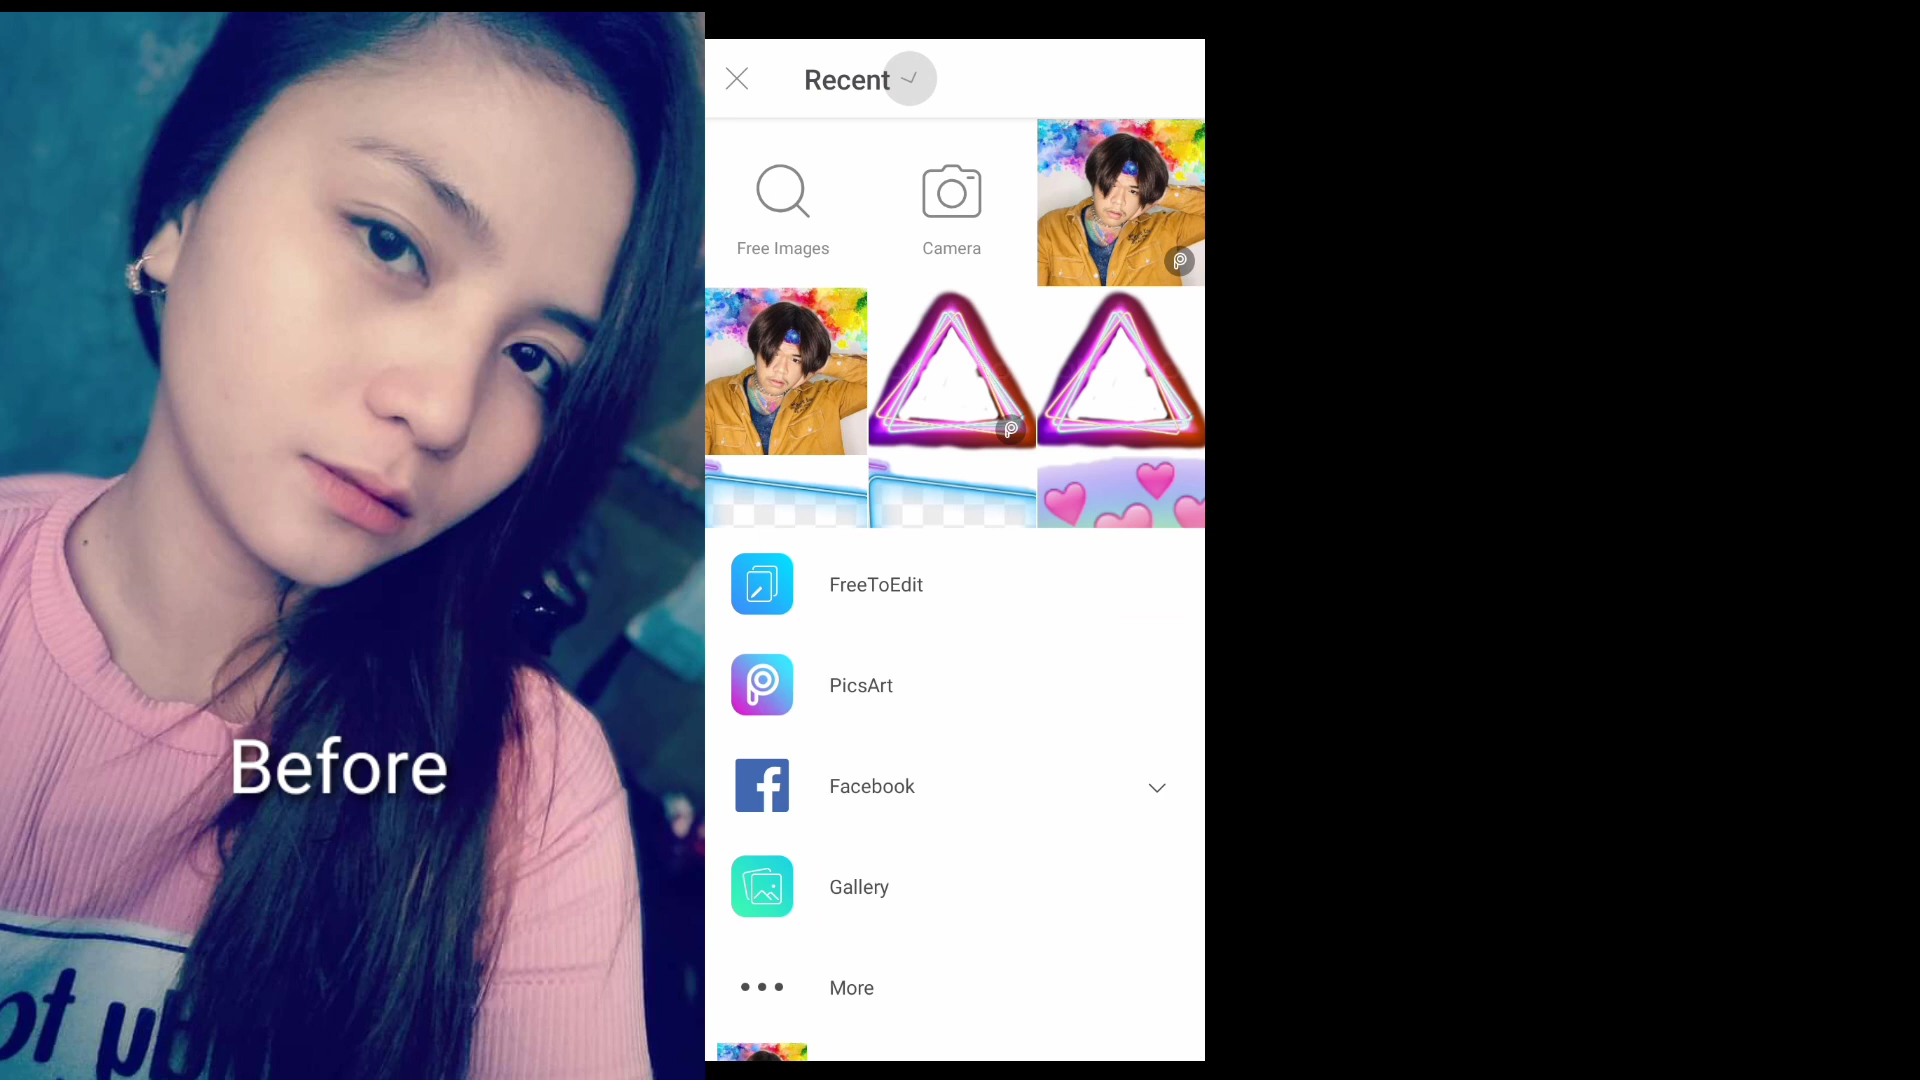 Before
Recent
Free Images
Camera
FreeToEdit
PicsArt
Facebook
Gallery
More